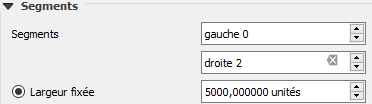 Segments
Segments gauche 0
droite 2
Largeur fixée 5000,000000 unités